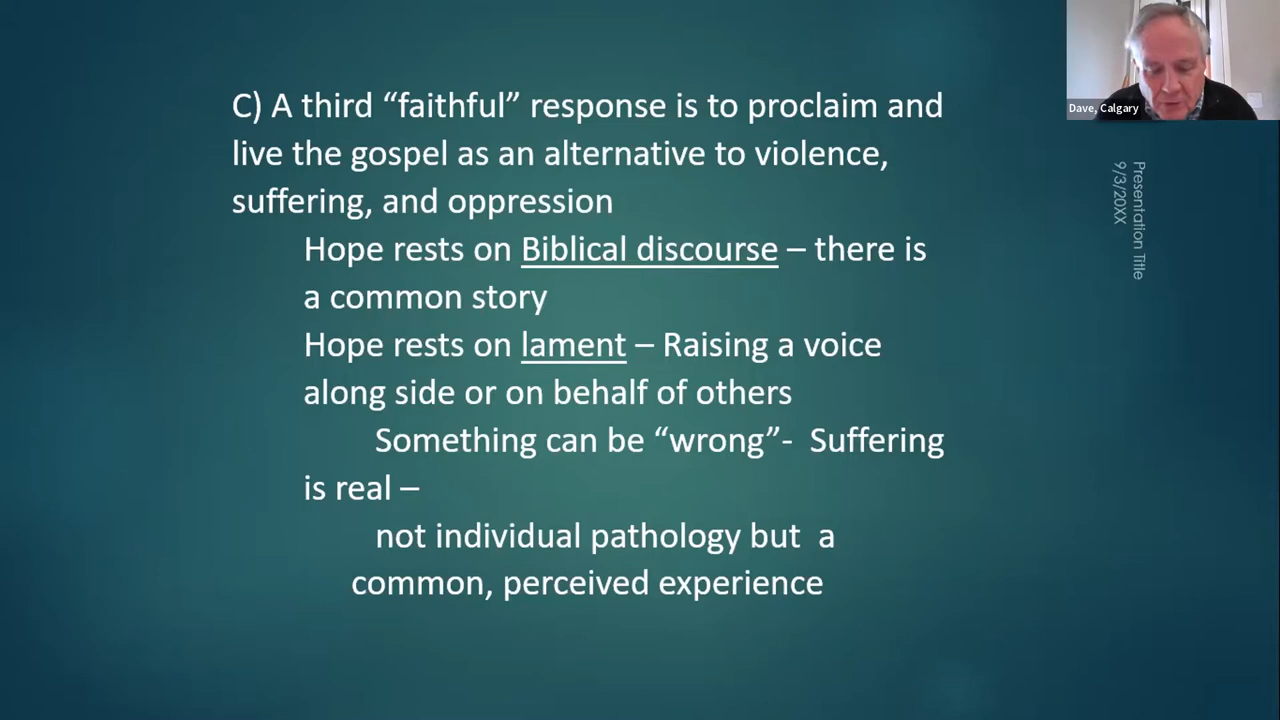 C) A third “faithful” response is to proclaim and
live the gospel as an alternative to violence,
suffering, and oppression
Hope rests on Biblical discourse – there is
a common story
Hope rests on lament – Raising a voice
along side or on behalf of others
Something can be “wrong”-  Suffering
is real –
not individual pathology but  a
common, perceived experience
Dave, Calgary
Presentation Title
9/3/20XX